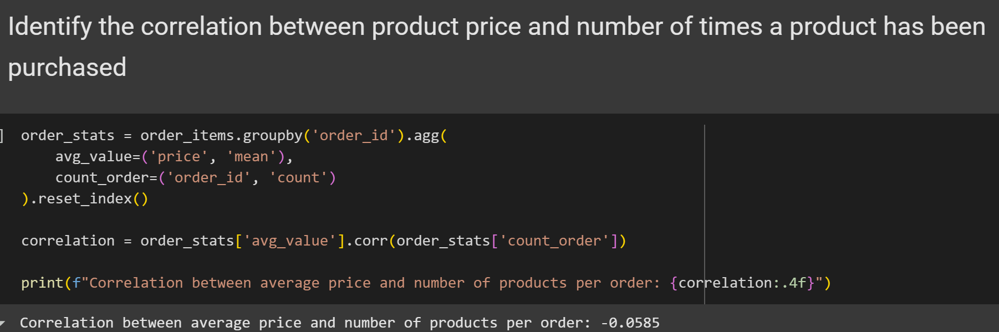 Identify the correlation between product price and number of times a product has been
purchased
] order_stats = order_items.groupby('order_id').agg(
    avg_value=('price', 'mean'),
    count_order=('order_id', 'count')
).reset_index()
correlation = order_stats['avg_value'].corr(order_stats['count_order'])
print(f"Correlation between average price and number of products per order: {correlation:.4f}")
Correlation between average price and number of products per order: -0.0585